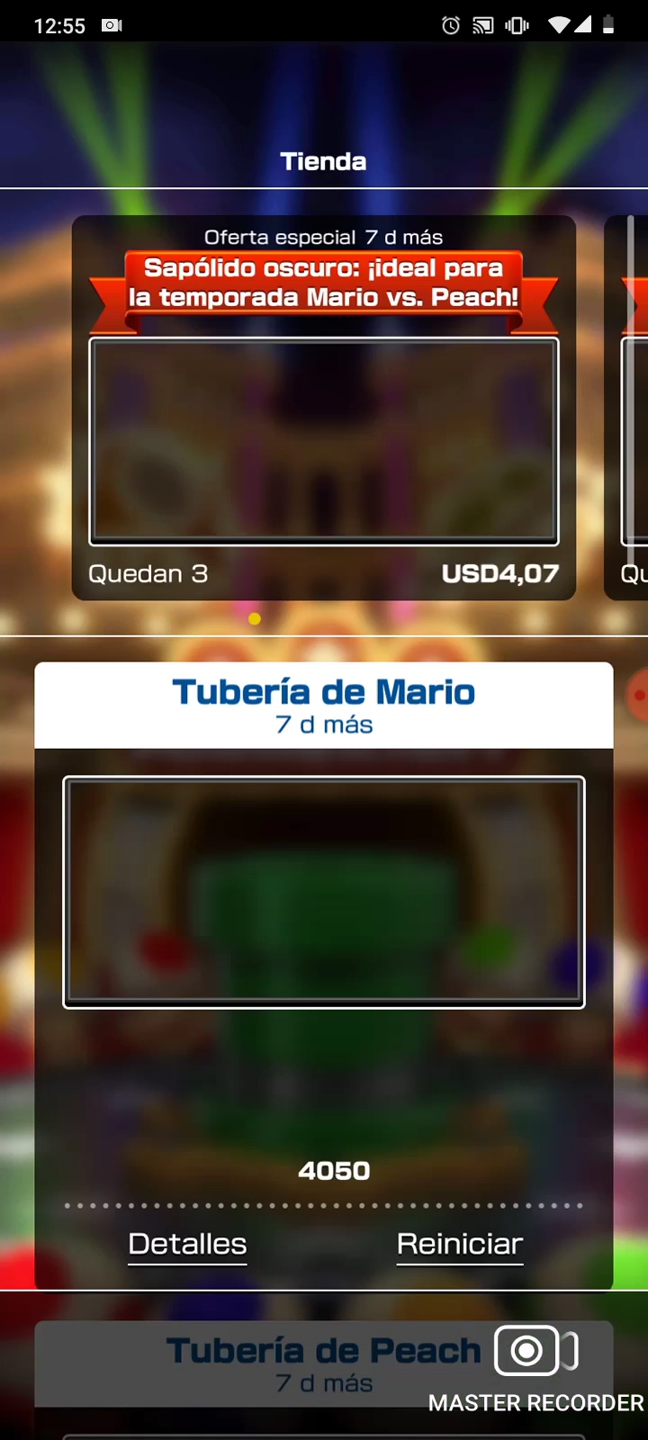 12:55
Tienda
Oferta especial 7 d más
Sapólido oscuro: ¡ideal para
la temporada Mario vs. Peach!
Quedan 3
USD4,07
Qu
Tubería de Mario
7 d más
4050
Detalles
Reiniciar
Tubería de Peach
7 d más
MASTER RECORDER